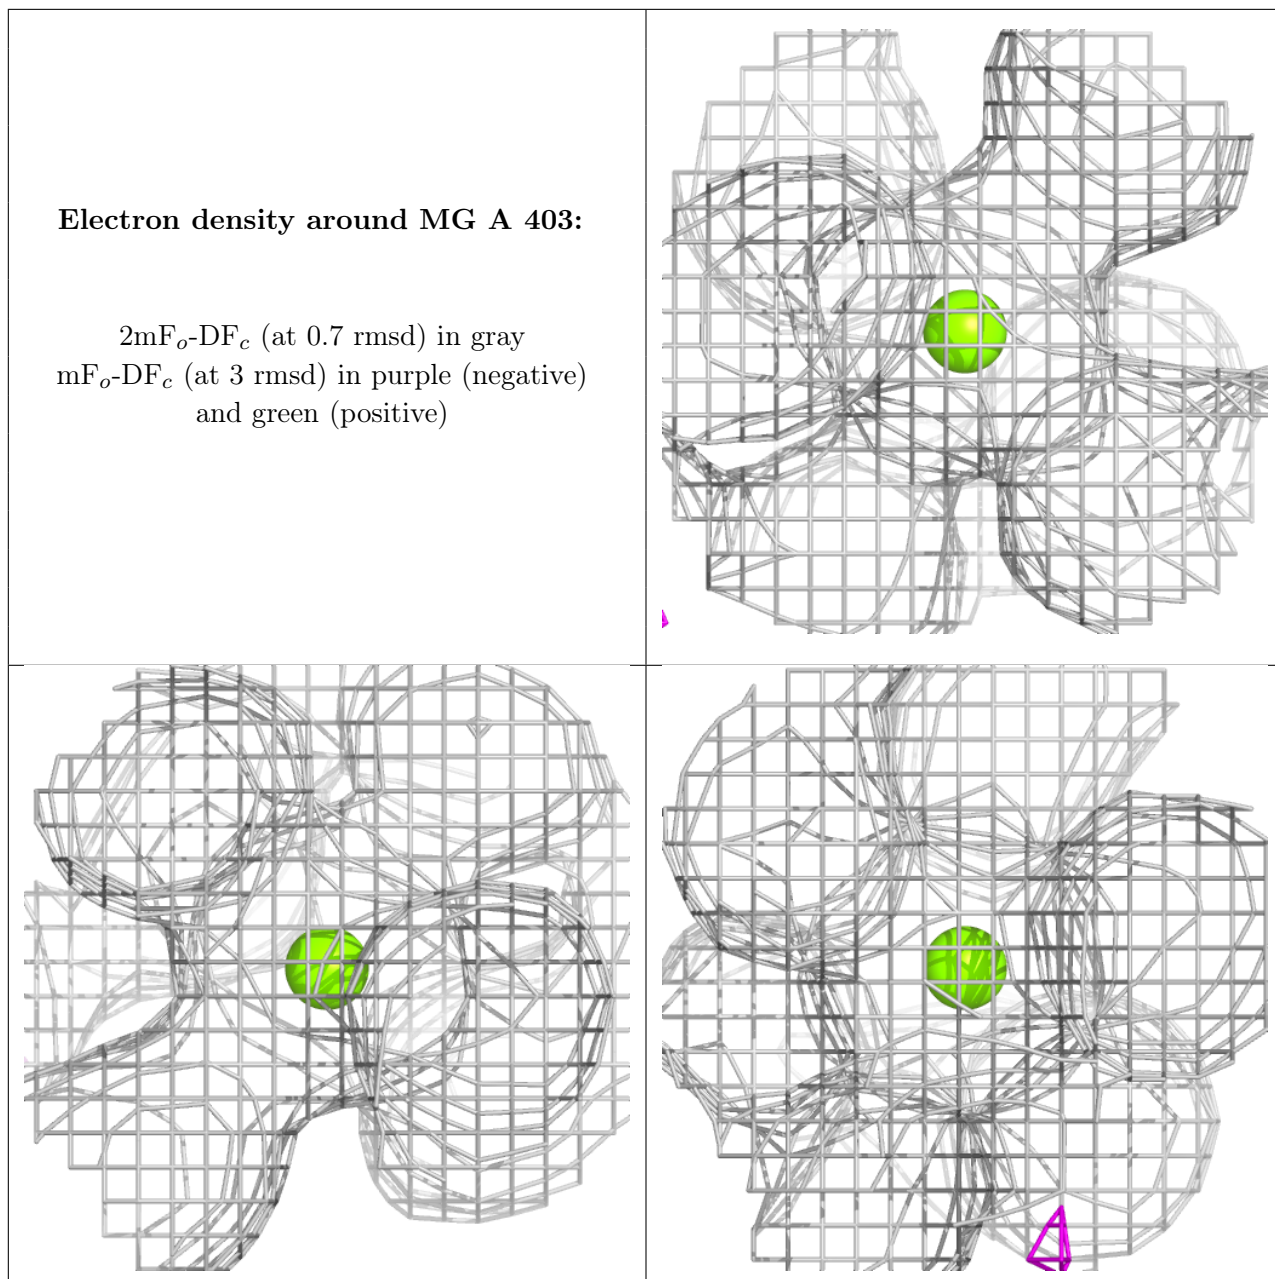 Electron density around MG A 403:
2mFo-DFc (at 0.7 rmsd) in gray
mFo-DFc (at 3 rmsd) in purple (negative)
and green (positive)